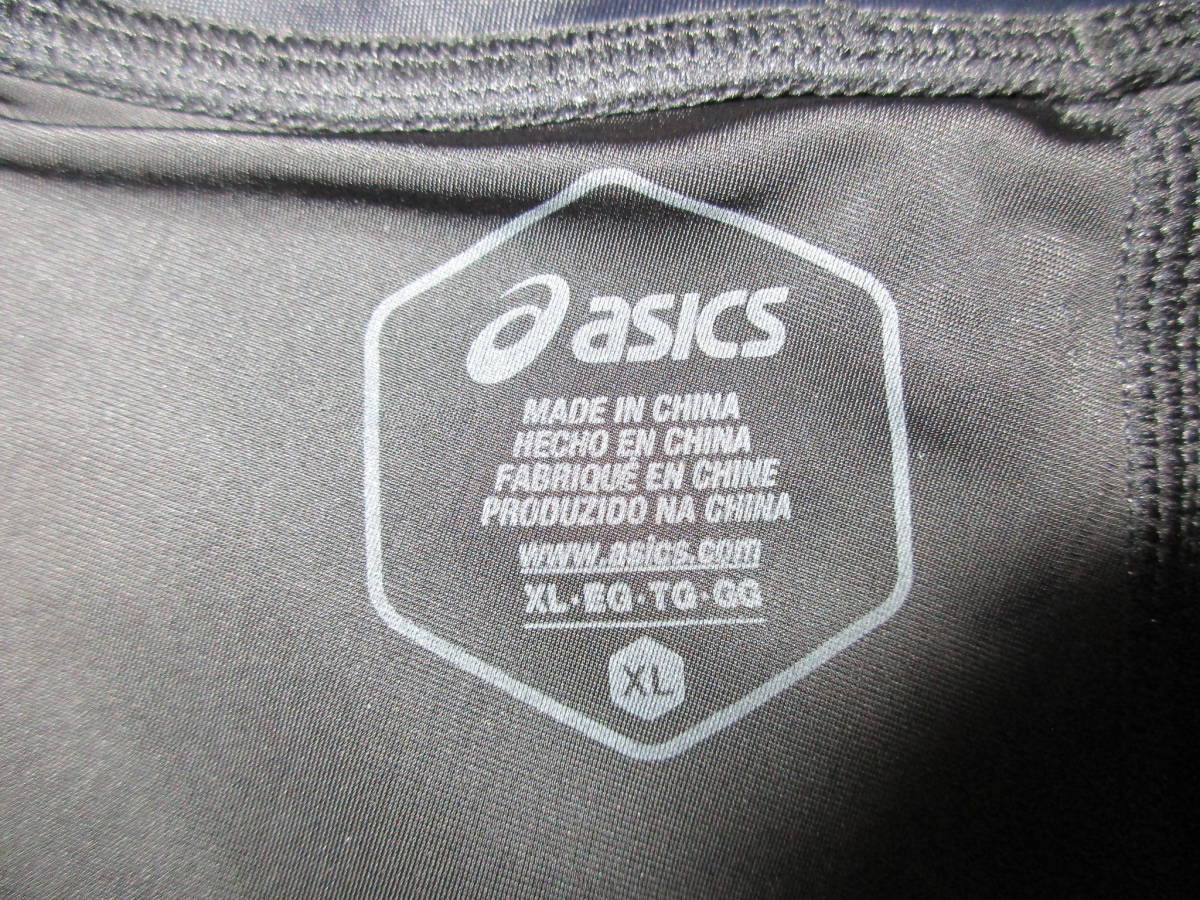 asics
MADE IN CHINA
HECHO EN CHINA
FABRIQUÉ EN CHINE
PRODUZIDO NA CHINA
www.asics.com
XL·EG·TG·GG
XL